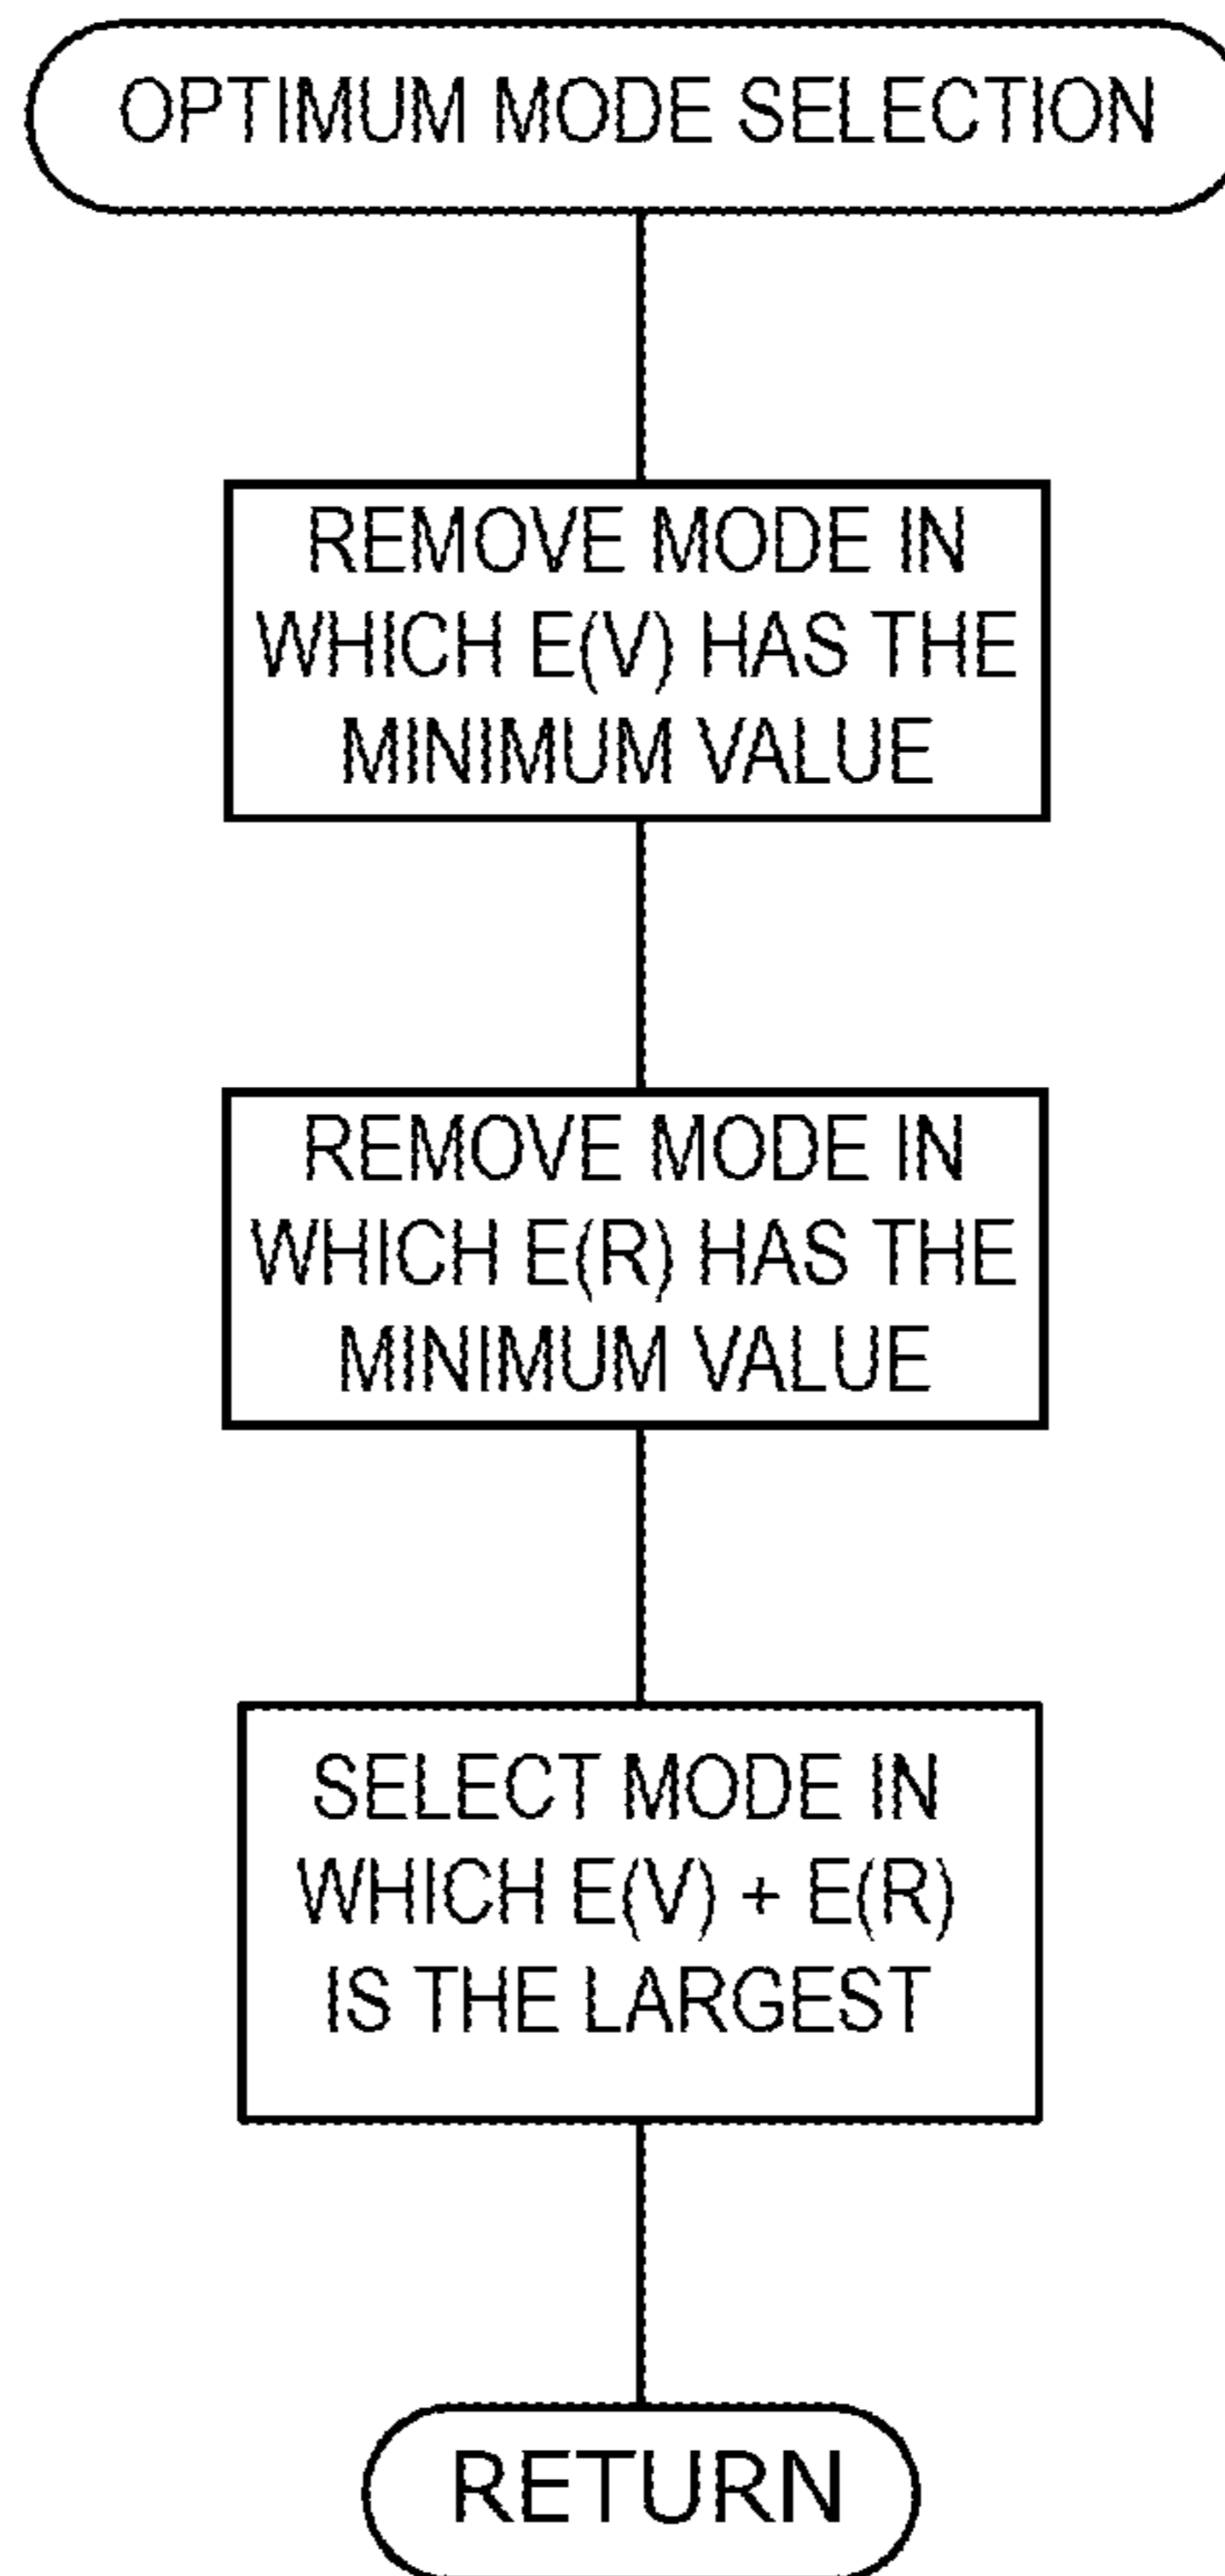 OPTIMUM MODE SELECTION
REMOVE MODE IN
WHICH E(V) HAS THE
MINIMUM VALUE
REMOVE MODE IN
WHICH E(R) HAS THE
MINIMUM VALUE
SELECT MODE IN
WHICH E(V) + E(R)
IS THE LARGEST
RETURN